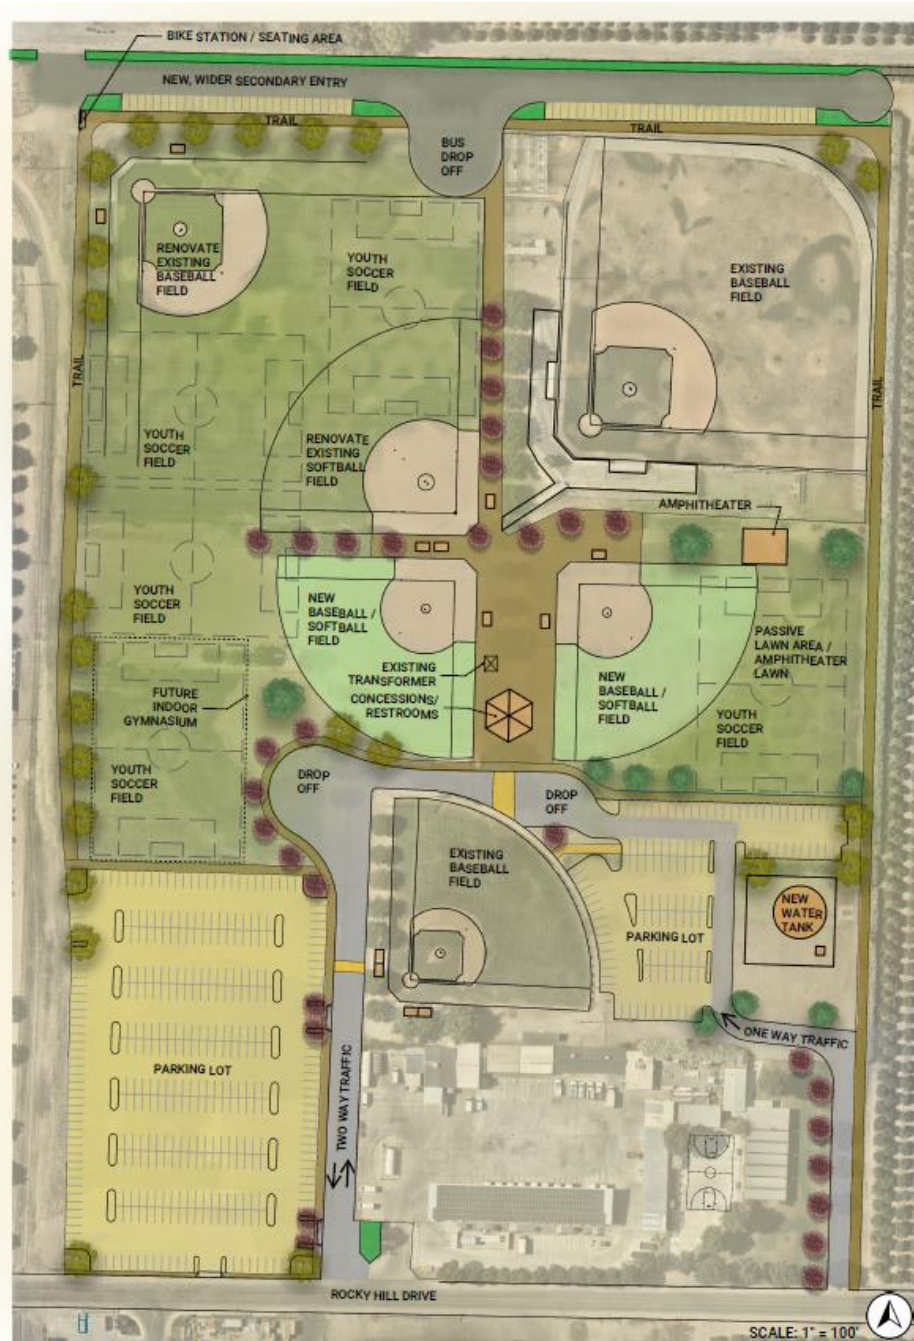 BIKE STATION / SEATING AREA
NEW, WIDER SECONDARY ENTRY
TRAIL
TRAIL
BUS
DROP
OFF
RENOVATE
EXISTING
BASEBALL
FIELD
YOUTH
SOCCER
FIELD
EXISTING
BASEBALL
FIELD
TRAIL
TRAIL
YOUTH
SOCCER
FIELD
RENOVATE
EXISTING
SOFTBALL
FIELD
AMPHITHEATER
YOUTH
SOCCER
FIELD
NEW
BASEBALL /
SOFTBALL
FIELD
PASSIVE
LAWN AREA /
AMPHITHEATER
LAWN
EXISTING
TRANSFORMER
CONCESSIONS/
RESTROOMS
NEW
BASEBALL /
SOFTBALL
FIELD
FUTURE
INDOOR
GYMNASIUM
YOUTH
SOCCER
FIELD
YOUTH
SOCCER
FIELD
DROP
OFF
DROP
OFF
EXISTING
BASEBALL
FIELD
NEW
WATER
TANK
PARKING LOT
ONE WAY TRAFFIC
PARKING LOT
TWO WAY TRAFFIC
ROCKY HILL DRIVE
SCALE: 1" = 100'